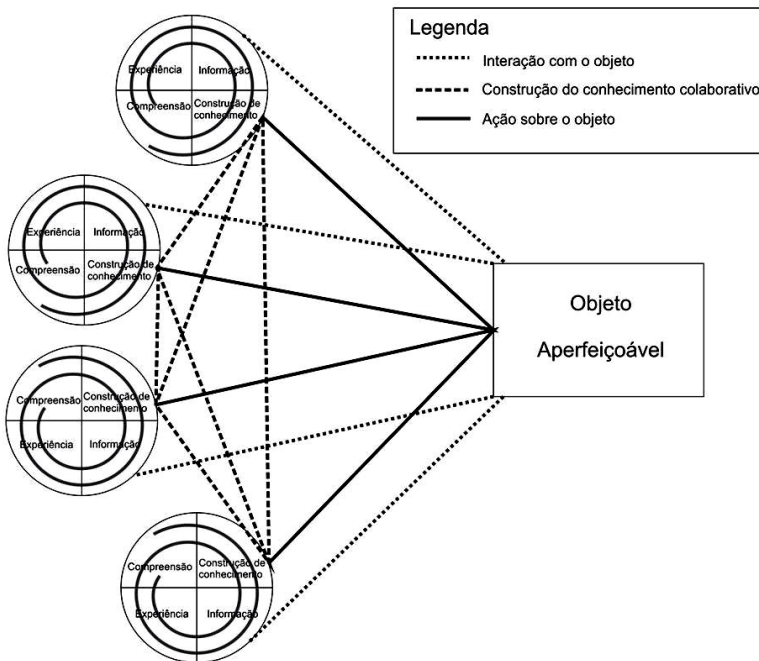 Legenda
Interação com o objeto
Construção do conhecimento colaborativo
Ação sobre o objeto
Experiência
Informação
Compreensão
Construção de
conhecimento
Experiência
Informação
Compreensão
Construção de
conhecimento
Objeto
Aperfeiçoável
Compreensão
Construção de
conhecimento
Experiência
Informação
Compreensão
Construção de
conhecimento
Experiência
Informação